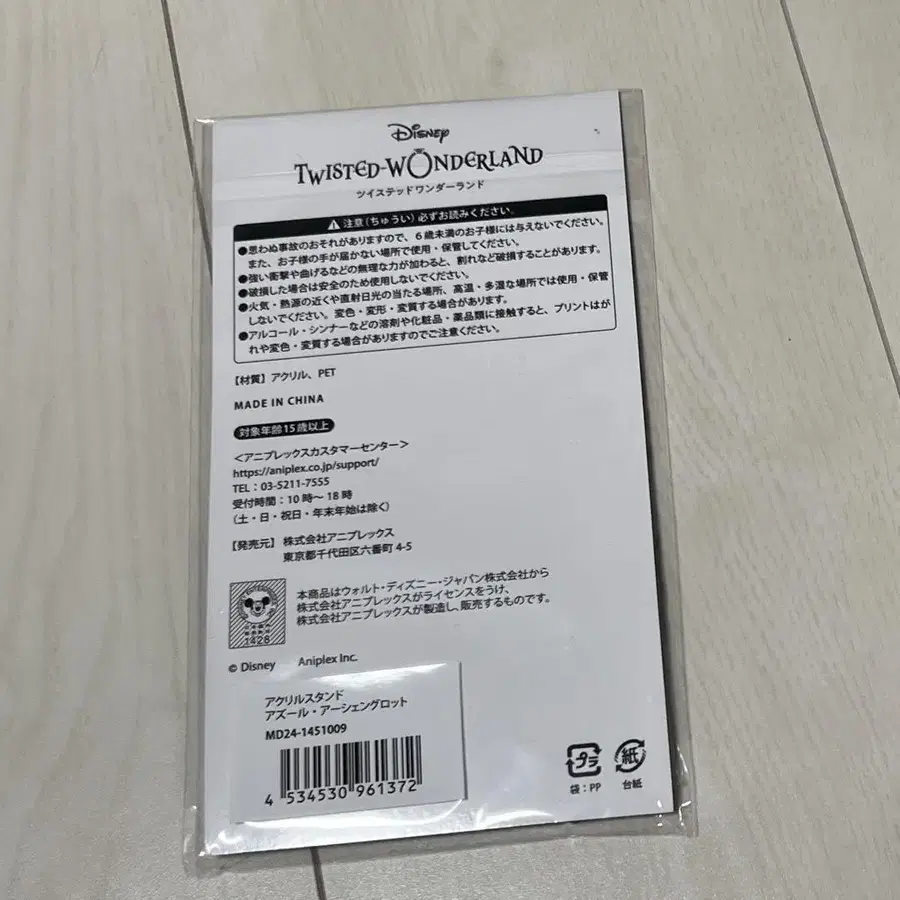 Disney
TWISTED-WONDERLAND
ツイステッドワンダーランド
注意(ちゅうい)必ずお読みください。
●思わぬ事故のおそれがありますので、6歳未満のお子様には与えないでください。
また、お子様の手が届かない場所で使用・保管してください。
●強い衝撃や曲げるなどの無理な力が加わると、割れなど破損することがあります。
●破損した場合は安全のため使用しないでください。
●火気・熱源の近くや直射日光の当たる場所、高温・多湿な場所では使用・保管
しないでください。変色・変形・変質する場合があります。
●アルコール・シンナーなどの溶剤や化粧品・薬品類に接触すると、プリントはが
れや変色・変質する場合がありますのでご注意ください。
【材質】アクリル、PET
MADE IN CHINA
対象年齢15歳以上
＜アニプレックスカスタマーセンター＞
https://aniplex.co.jp/support/
TEL：03-5211-7555
受付時間：10時〜18時
（土・日・祝日・年末年始は除く）
【発売元】株式会社アニプレックス
東京都千代田区六番町4-5
本商品はウォルト・ディズニー・ジャパン株式会社から
株式会社アニプレックスがライセンスをうけ、
株式会社アニプレックスが製造し、販売するものです。
1428
© Disney Aniplex Inc.
アクリルスタンド
アズール・アーシェングロット
MD24-1451009
4 534530 961372
プラ
袋：PP
紙
台紙